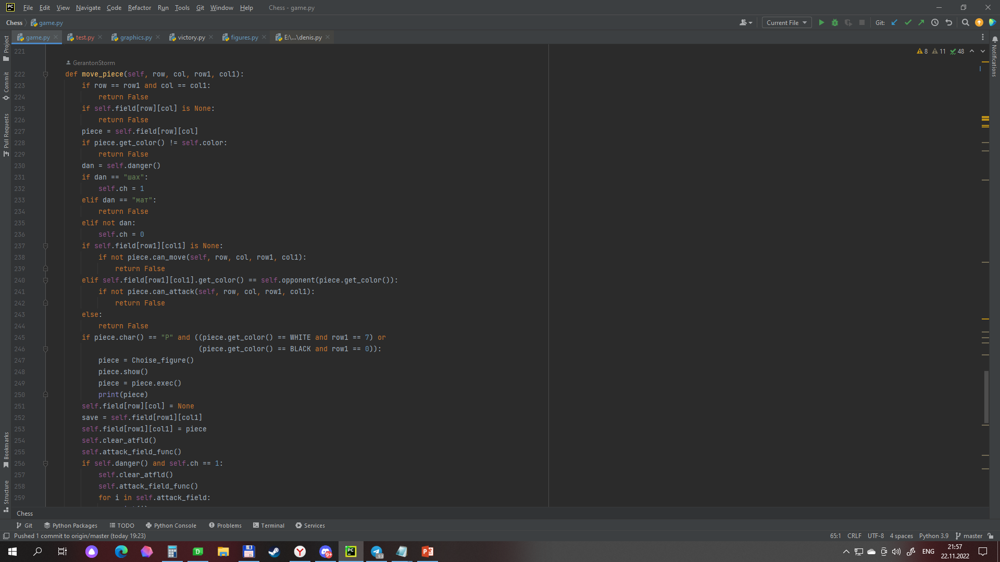 File Edit View Navigate Code Refactor Run Tools Git Window Help Chess - game.py
Chess game.py Current File Git:
game.py test.py graphics.py victory.py figures.py E:\...\denis.py
8 11 48
221
GerantonStorm
222 def move_piece(self, row, col, row1, col1):
223 if row == row1 and col == col1:
224 return False
225 if self.field[row][col] is None:
226 return False
227 piece = self.field[row][col]
228 if piece.get_color() != self.color:
229 return False
230 dan = self.danger()
231 if dan == "шах":
232 self.ch = 1
233 elif dan == "мат":
234 return False
235 elif not dan:
236 self.ch = 0
237 if self.field[row1][col1] is None:
238 if not piece.can_move(self, row, col, row1, col1):
239 return False
240 elif self.field[row1][col1].get_color() == self.opponent(piece.get_color()):
241 if not piece.can_attack(self, row, col, row1, col1):
242 return False
243 else:
244 return False
245 if piece.char() == "P" and ((piece.get_color() == WHITE and row1 == 7) or
246 (piece.get_color() == BLACK and row1 == 0)):
247 piece = Choise_figure()
248 piece.show()
249 piece = piece.exec()
250 print(piece)
251 self.field[row][col] = None
252 save = self.field[row1][col1]
253 self.field[row1][col1] = piece
254 self.clear_atfld()
255 self.attack_field_func()
256 if self.danger() and self.ch == 1:
257 self.clear_atfld()
258 self.attack_field_func()
259 for i in self.attack_field:
Project
Commit
Pull Requests
Bookmarks
Structure
Notifications
Chess
Git Python Packages TODO Python Console Problems Terminal Services
Pushed 1 commit to origin/master (today 19:23) 65:1 CRLF UTF-8 4 spaces Python 3.9 master
PC 9+ 93 ENG 21:57
22.11.2022